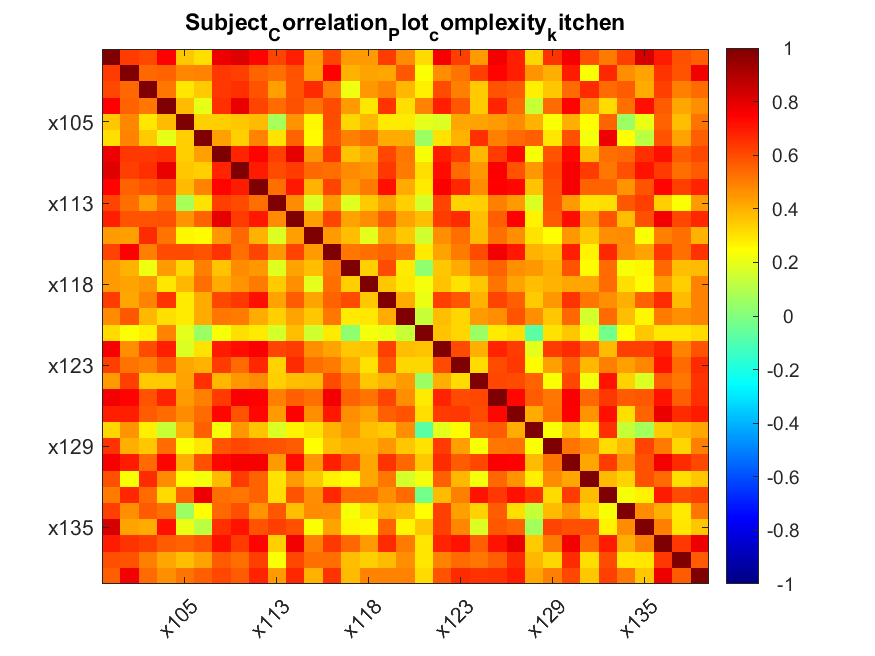 Subject_Correlation_Plot_complexity_kitchen
1
0.8
0.6
0.4
0.2
0
-0.2
-0.4
-0.6
-0.8
-1
x105
x113
x118
x123
x129
x135
x105 x113 x118 x123 x129 x135